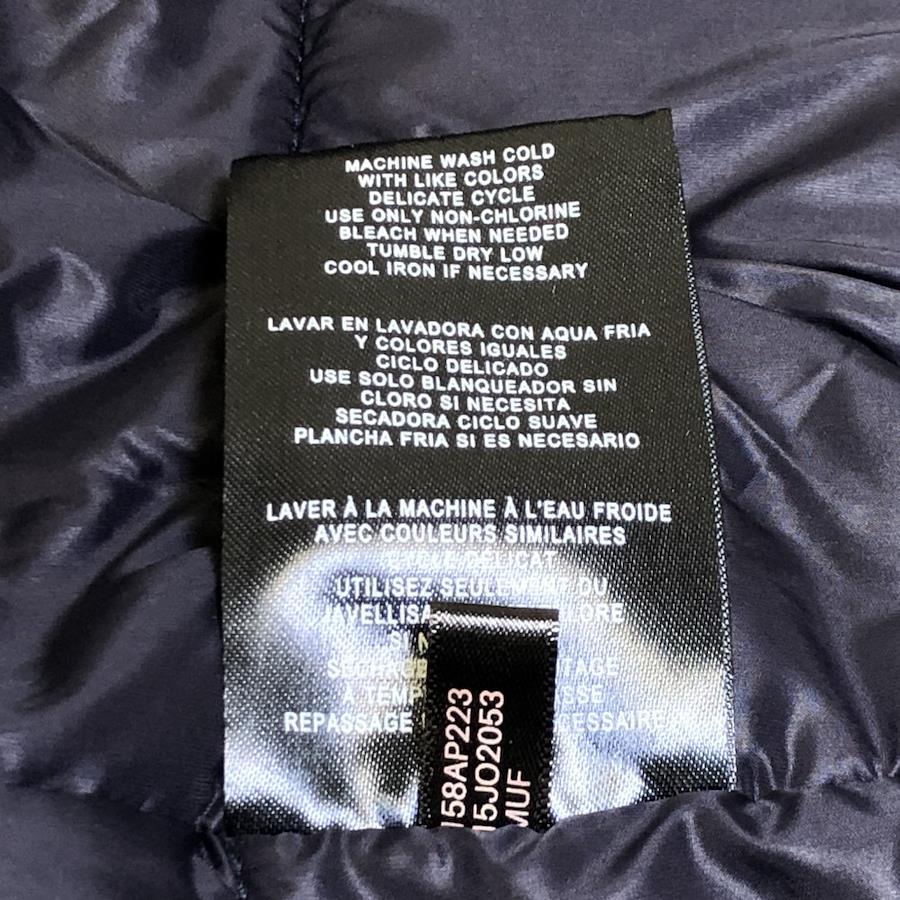 MACHINE WASH COLD
WITH LIKE COLORS
DELICATE CYCLE
USE ONLY NON-CHLORINE
BLEACH WHEN NEEDED
TUMBLE DRY LOW
COOL IRON IF NECESSARY
LAVAR EN LAVADORA CON AQUA FRIA
Y COLORES IGUALES
CICLO DELICADO
USE SOLO BLANQUEADOR SIN
CLORO SI NECESITA
SECADORA CICLO SUAVE
PLANCHA FRIA SI ES NECESARIO
LAVER À LA MACHINE À L'EAU FROIDE
AVEC COULEURS SIMILAIRES
UTILISEZ SEULEMENT DU
REPASSAGE
158AP223
15JO2053
MUF